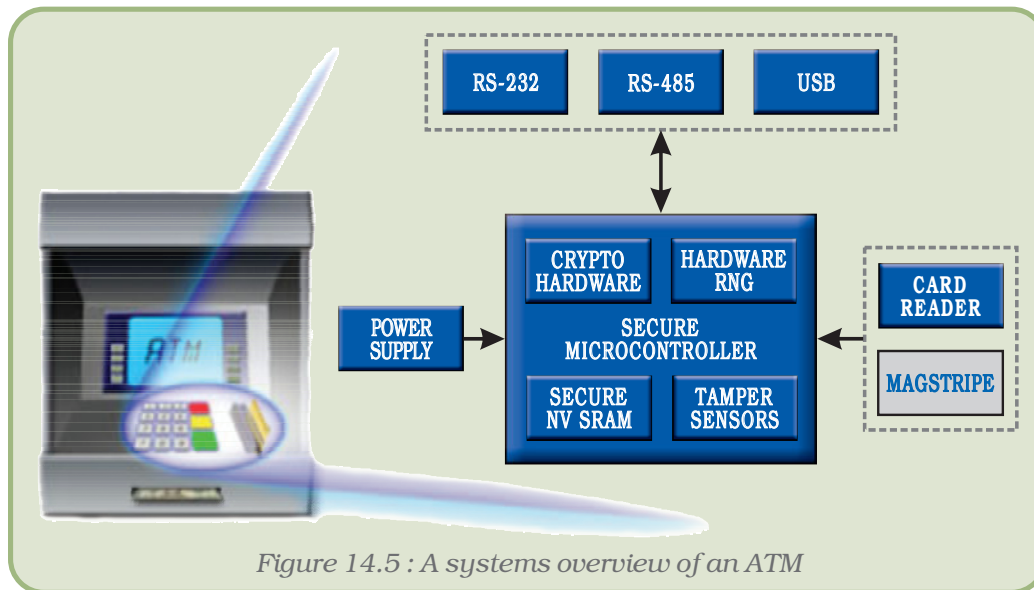 RS-232
RS-485
USB
CRYPTO
HARDWARE
HARDWARE
RNG
CARD
READER
POWER
SUPPLY
SECURE
MICROCONTROLLER
ATM
MAGSTRIPE
SECURE
NV SRAM
TAMPER
SENSORS
Figure 14.5 : A systems overview of an ATM